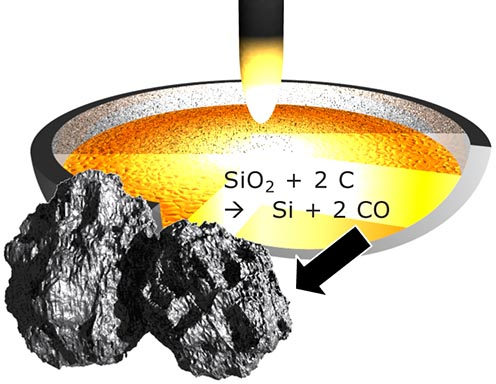 SiO₂ + 2 C
→ Si + 2 CO